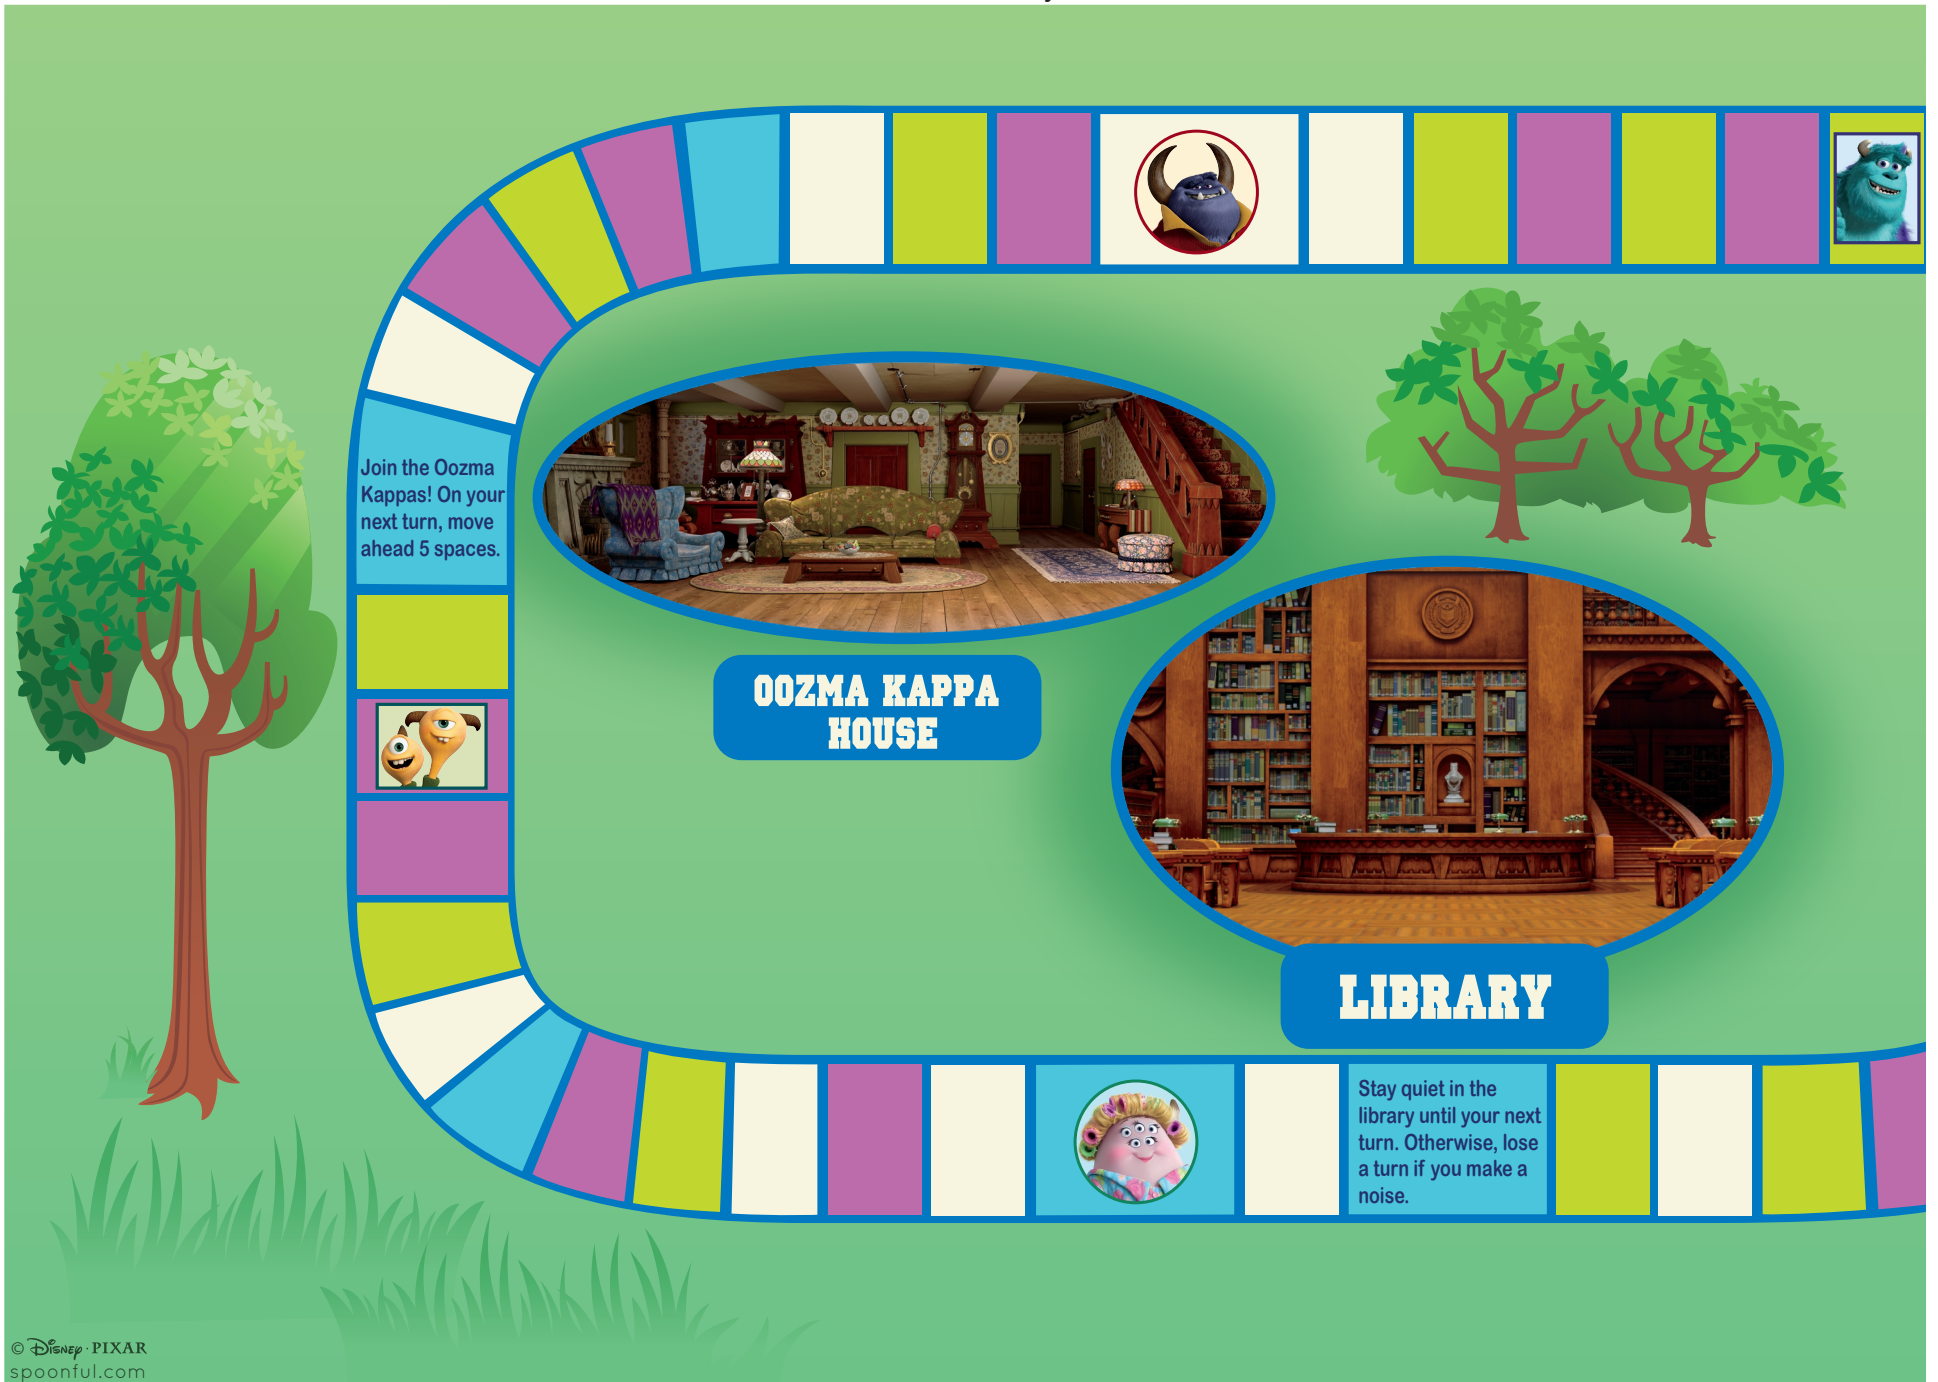 Join the Oozma
Kappas! On your
next turn, move
ahead 5 spaces.
OOZMA KAPPA
HOUSE
LIBRARY
Stay quiet in the
library until your next
turn. Otherwise, lose
a turn if you make a
noise.
© Disney · PIXAR
spoonful.com